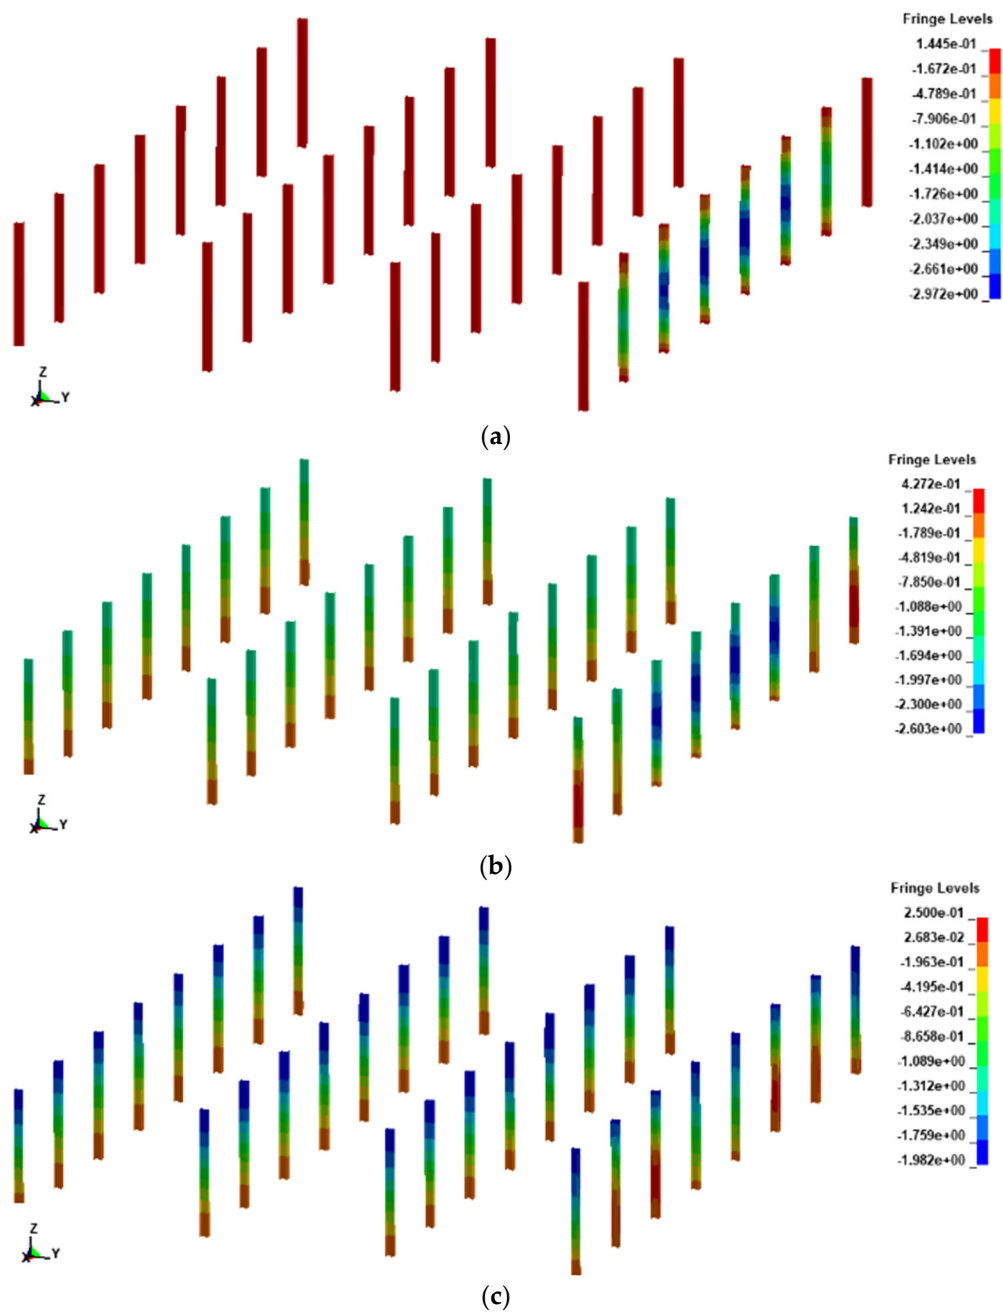 Fringe Levels
1.445e-01
-1.672e-01
-4.789e-01
-7.906e-01
-1.102e+00
-1.414e+00
-1.726e+00
-2.037e+00
-2.349e+00
-2.661e+00
-2.972e+00
Z
X Y
(a)
Fringe Levels
4.272e-01
1.242e-01
-1.789e-01
-4.819e-01
-7.850e-01
-1.088e+00
-1.391e+00
-1.694e+00
-1.997e+00
-2.300e+00
-2.603e+00
Z
X Y
(b)
Fringe Levels
2.500e-01
2.683e-02
-1.963e-01
-4.195e-01
-6.427e-01
-8.658e-01
-1.089e+00
-1.312e+00
-1.535e+00
-1.759e+00
-1.982e+00
Z
X Y
(c)